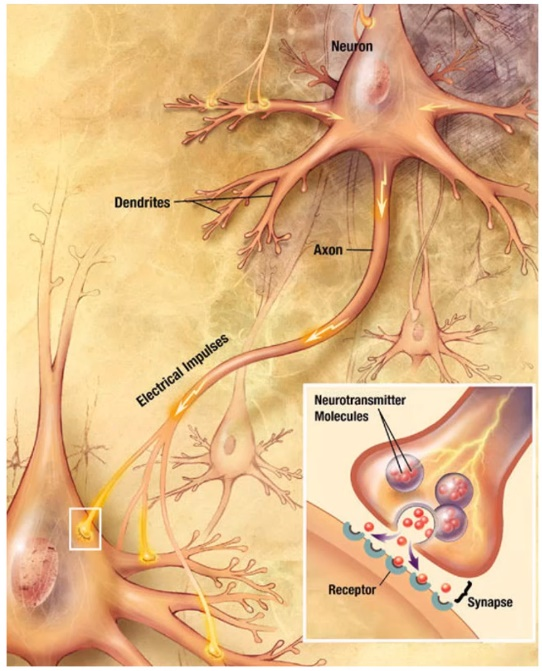 Neuron
Dendrites
Axon
Electrical Impulses
Neurotransmitter
Molecules
Receptor
Synapse